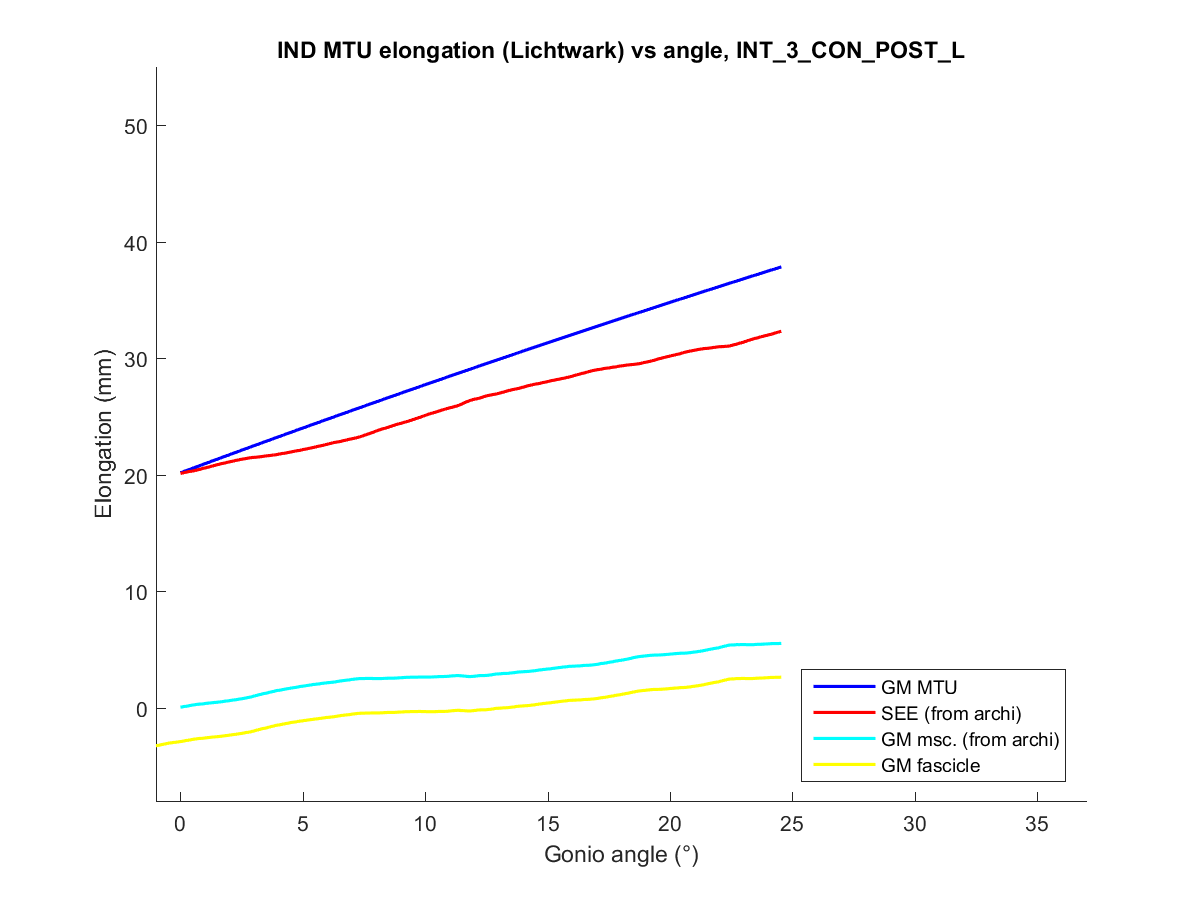 IND MTU elongation (Lichtwark) vs angle, INT_3_CON_POST_L
50
40
30
20
10
0
Elongation (mm)
0 5 10 15 20 25 30 35
Gonio angle (°)
GM MTU
SEE (from archi)
GM msc. (from archi)
GM fascicle